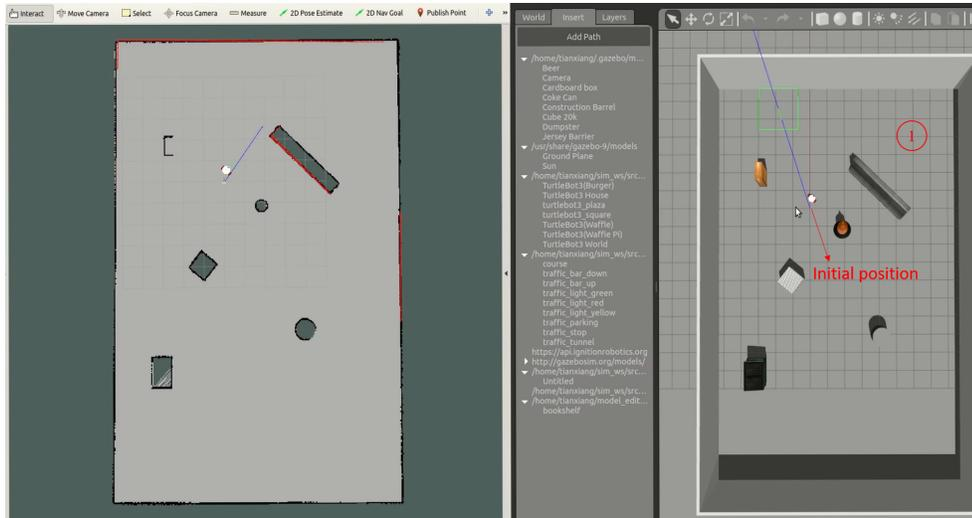 Interact Move Camera Select Focus Camera Measure 2D Pose Estimate 2D Nav Goal Publish Point »
World Insert Layers
Add Path
/home/tianxiang/.gazebo/m...
Beer
Camera
Cardboard box
Coke Can
Construction Barrel
Cube 20k
Dumpster
Jersey Barrier
/usr/share/gazebo-9/models
Ground Plane
Sun
/home/tianxiang/sim_ws/src...
TurtleBot3(Burger)
TurtleBot3 House
turtlebot3_plaza
turtlebot3_square
TurtleBot3(Waffle)
TurtleBot3(Waffle Pi)
TurtleBot3 World
/home/tianxiang/sim_ws/src...
course
traffic_bar_down
traffic_bar_up
traffic_light_green
traffic_light_red
traffic_light_yellow
traffic_parking
traffic_stop
traffic_tunnel
https://api.ignitionrobotics.org
http://gazebosim.org/models/
/home/tianxiang/sim_ws/src...
Untitled
/home/tianxiang/sim_ws/src...
/home/tianxiang/model_edit...
bookshelf
1
Initial position